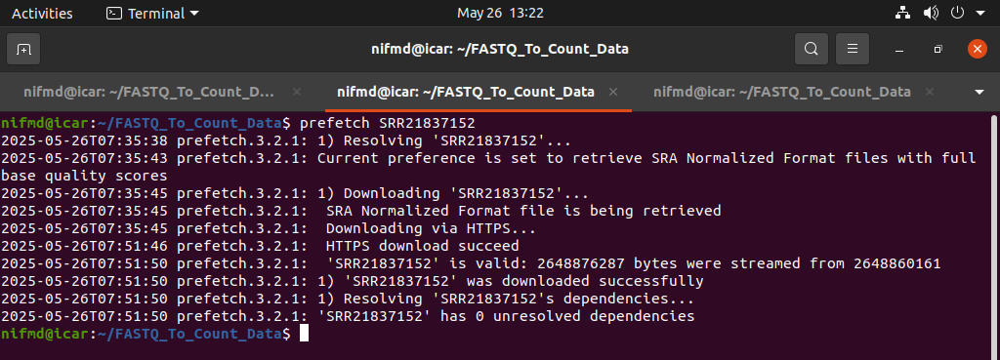 Activities
Terminal
May 26 13:22
nifmd@icar: ~/FASTQ_To_Count_Data
nifmd@icar: ~/FASTQ_To_Count_D...
nifmd@icar: ~/FASTQ_To_Count_Data
nifmd@icar: ~/FASTQ_To_Count_Data
nifmd@icar:~/FASTQ_To_Count_Data$ prefetch SRR21837152
2025-05-26T07:35:38 prefetch.3.2.1: 1) Resolving 'SRR21837152'...
2025-05-26T07:35:43 prefetch.3.2.1: Current preference is set to retrieve SRA Normalized Format files with full
base quality scores
2025-05-26T07:35:45 prefetch.3.2.1: 1) Downloading 'SRR21837152'...
2025-05-26T07:35:45 prefetch.3.2.1:  SRA Normalized Format file is being retrieved
2025-05-26T07:35:45 prefetch.3.2.1:  Downloading via HTTPS...
2025-05-26T07:51:46 prefetch.3.2.1:  HTTPS download succeed
2025-05-26T07:51:50 prefetch.3.2.1:  'SRR21837152' is valid: 2648876287 bytes were streamed from 2648860161
2025-05-26T07:51:50 prefetch.3.2.1: 1) 'SRR21837152' was downloaded successfully
2025-05-26T07:51:50 prefetch.3.2.1: 1) Resolving 'SRR21837152's dependencies...
2025-05-26T07:51:50 prefetch.3.2.1: 'SRR21837152' has 0 unresolved dependencies
nifmd@icar:~/FASTQ_To_Count_Data$